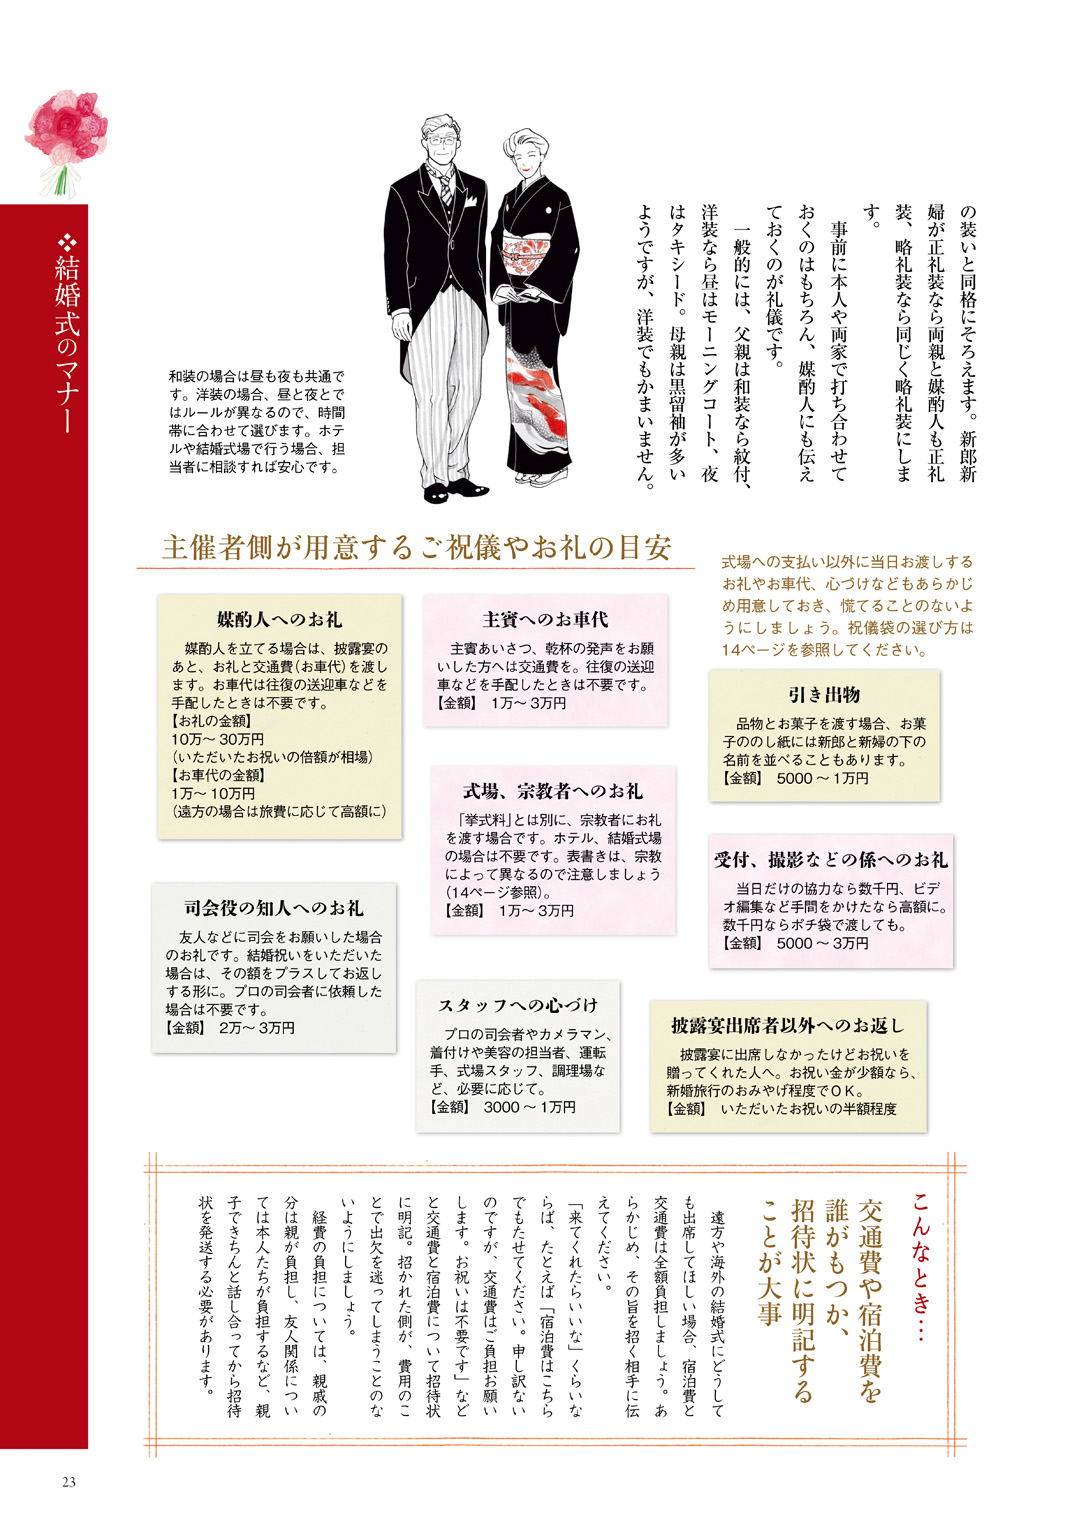 ❖結婚式のマナー
の装いと同格にそろえます。新郎新
婦が正礼装なら両親と媒酌人も正礼
装、略礼装なら同じく略礼装にしま
す。
事前に本人や両家で打ち合わせて
おくのはもちろん、媒酌人にも伝え
ておくのが礼儀です。
一般的には、父親は和装なら紋付、
洋装なら昼はモーニングコート、夜
はタキシード。母親は黒留袖が多い
ようですが、洋装でもかまいません。
和装の場合は昼も夜も共通で
す。洋装の場合、昼と夜とで
はルールが異なるので、時間
帯に合わせて選びます。ホテ
ルや結婚式場で行う場合、担
当者に相談すれば安心です。
主催者側が用意するご祝儀やお礼の目安
式場への支払い以外に当日お渡しする
お礼やお車代、心づけなどもあらかじ
め用意しておき、慌てることのないよ
うにしましょう。祝儀袋の選び方は
14ページを参照してください。
媒酌人へのお礼
媒酌人を立てる場合は、披露宴の
あと、お礼と交通費（お車代）を渡し
ます。お車代は往復の送迎車などを
手配したときは不要です。
【お礼の金額】
10万～30万円
（いただいたお祝いの倍額が相場）
【お車代の金額】
1万～10万円
（遠方の場合は旅費に応じて高額に）
主賓へのお車代
主賓あいさつ、乾杯の発声をお願
いした方へは交通費を。往復の送迎
車などを手配したときは不要です。
【金額】 1万～3万円
引き出物
品物とお菓子を渡す場合、お菓
子ののし紙には新郎と新婦の下の
名前を並べることもあります。
【金額】 5000～1万円
式場、宗教者へのお礼
「挙式料」とは別に、宗教者にお礼
を渡す場合です。ホテル、結婚式場
の場合は不要です。表書きは、宗教
によって異なるので注意しましょう
（14ページ参照）。
【金額】 1万～3万円
受付、撮影などの係へのお礼
当日だけの協力なら数千円、ビデ
オ編集など手間をかけたなら高額に。
数千円ならポチ袋で渡しても。
【金額】 5000～3万円
司会役の知人へのお礼
友人などに司会をお願いした場合
のお礼です。結婚祝いをいただいた
場合は、その額をプラスしてお返し
する形に。プロの司会者に依頼した
場合は不要です。
【金額】 2万～3万円
スタッフへの心づけ
プロの司会者やカメラマン、
着付けや美容の担当者、運転
手、式場スタッフ、調理場な
ど、必要に応じて。
【金額】 3000～1万円
披露宴出席者以外へのお返し
披露宴に出席しなかったけどお祝いを
贈ってくれた人へ。お祝い金が少額なら、
新婚旅行のおみやげ程度でOK。
【金額】 いただいたお祝いの半額程度
こんなとき…
交通費や宿泊費を
誰がもつか、
招待状に明記する
ことが大事
遠方や海外の結婚式にどうして
も出席してほしい場合、宿泊費と
交通費は全額負担しましょう。あ
らかじめ、その旨を招く相手に伝
えてください。
「来てくれたらいいな」くらいな
らば、たとえば「宿泊費はこちら
でもたせてください。申し訳ない
のですが、交通費はご負担お願い
します。お祝いは不要です」など
と交通費と宿泊費について招待状
に明記。招かれた側が、費用のこ
とで出欠を迷ってしまうことのな
いようにしましょう。
経費の負担については、親戚の
分は親が負担し、友人関係につい
ては本人たちが負担するなど、親
子できちんと話し合ってから招待
状を発送する必要があります。
23